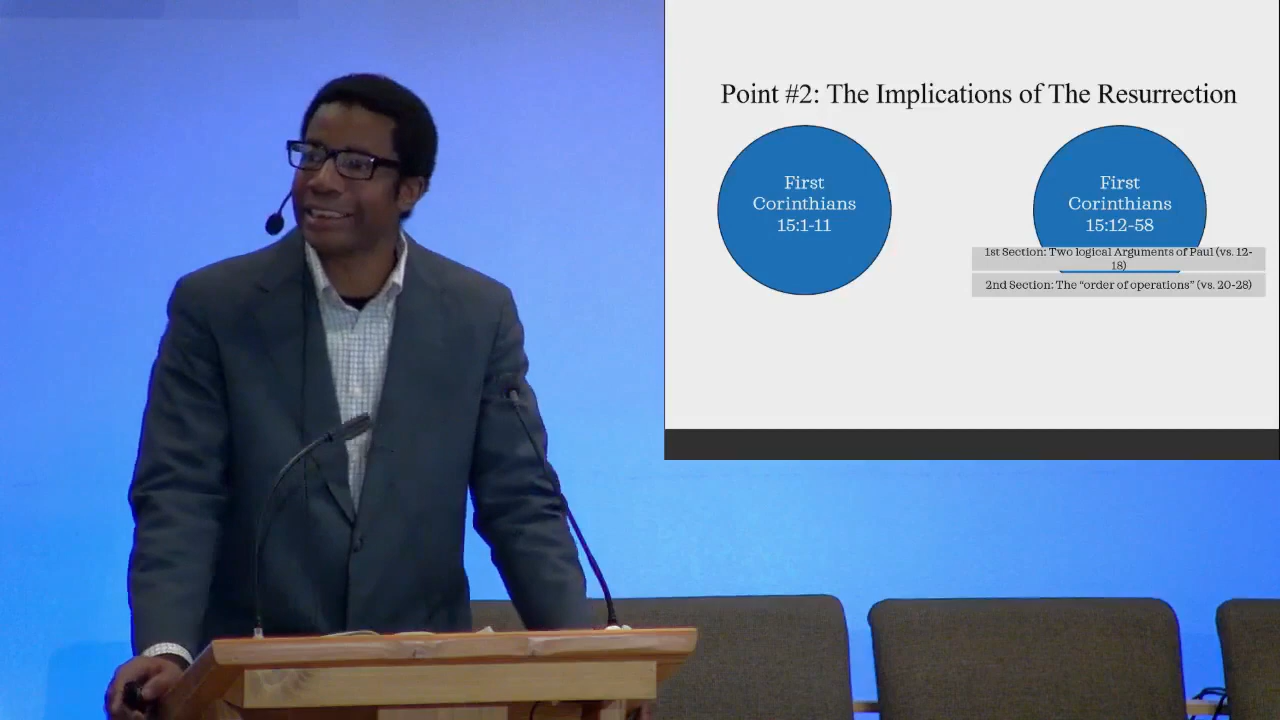 Point #2: The Implications of The Resurrection
First
Corinthians
15:1-11
First
Corinthians
15:12-58
1st Section: Two logical Arguments of Paul (vs. 12-
18)
2nd Section: The “order of operations” (vs. 20-28)